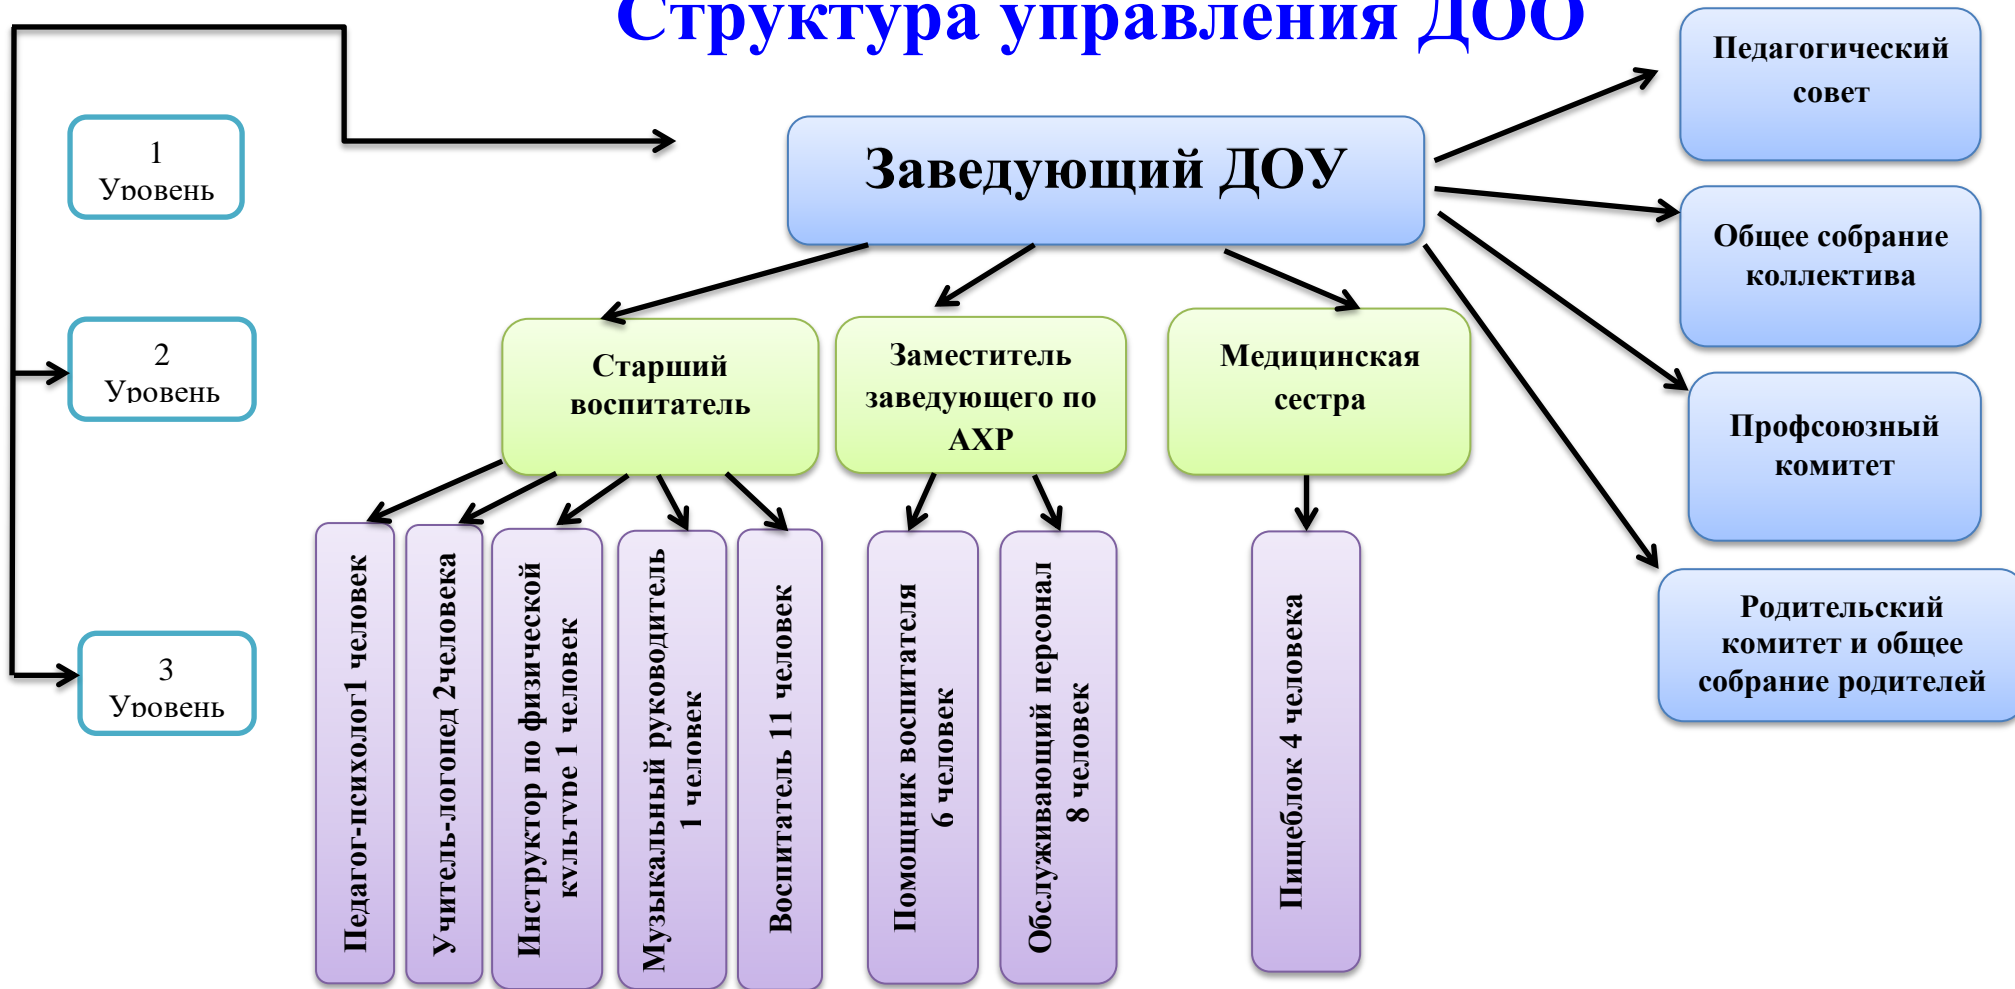 Структура управления ДОО
1
Уровень
2
Уровень
3
Уровень
Заведующий ДОУ
Старший
воспитатель
Заместитель
заведующего по
АХР
Медицинская
сестра
Педагог-психолог1 человек
Учитель-логопед 2человека
Инструктор по физической
культуре 1 человек
Музыкальный руководитель
1 человек
Воспитатель 11 человек
Помощник воспитателя
6 человек
Обслуживающий персонал
8 человек
Пищеблок 4 человека
Педагогический
совет
Общее собрание
коллектива
Профсоюзный
комитет
Родительский
комитет и общее
собрание родителей